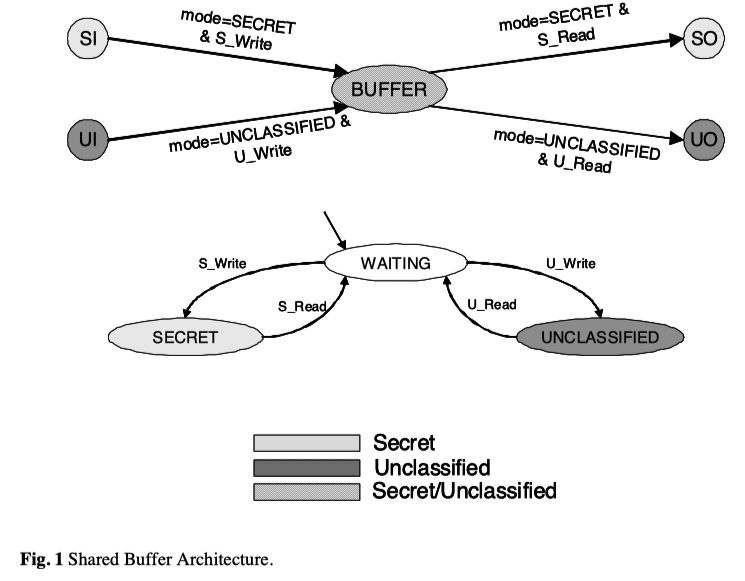 SI
mode=SECRET
& S_Write
mode=SECRET &
S_Read
SO
BUFFER
UI
mode=UNCLASSIFIED &
U_Write
mode=UNCLASSIFIED
& U_Read
UO
WAITING
S_Write
U_Write
S_Read
U_Read
SECRET
UNCLASSIFIED
Secret
Unclassified
Secret/Unclassified
Fig. 1 Shared Buffer Architecture.